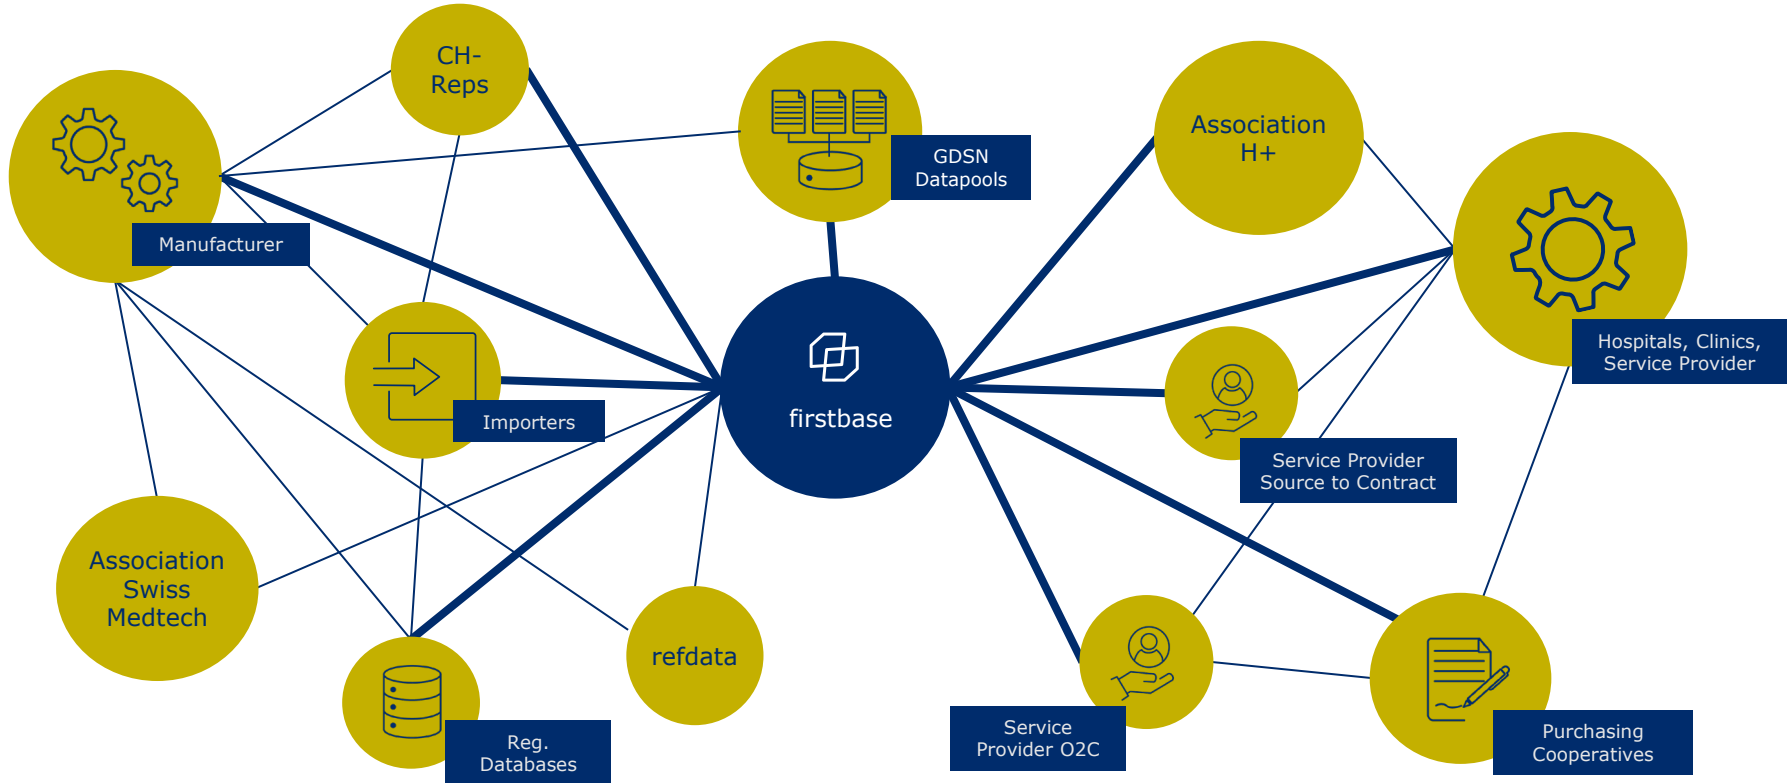 CH-
Reps
GDSN
Datapools
Association
H+
Manufacturer
Hospitals, Clinics,
Service Provider
Importers
firstbase
Service Provider
Source to Contract
Association
Swiss
Medtech
refdata
Reg.
Databases
Service
Provider O2C
Purchasing
Cooperatives